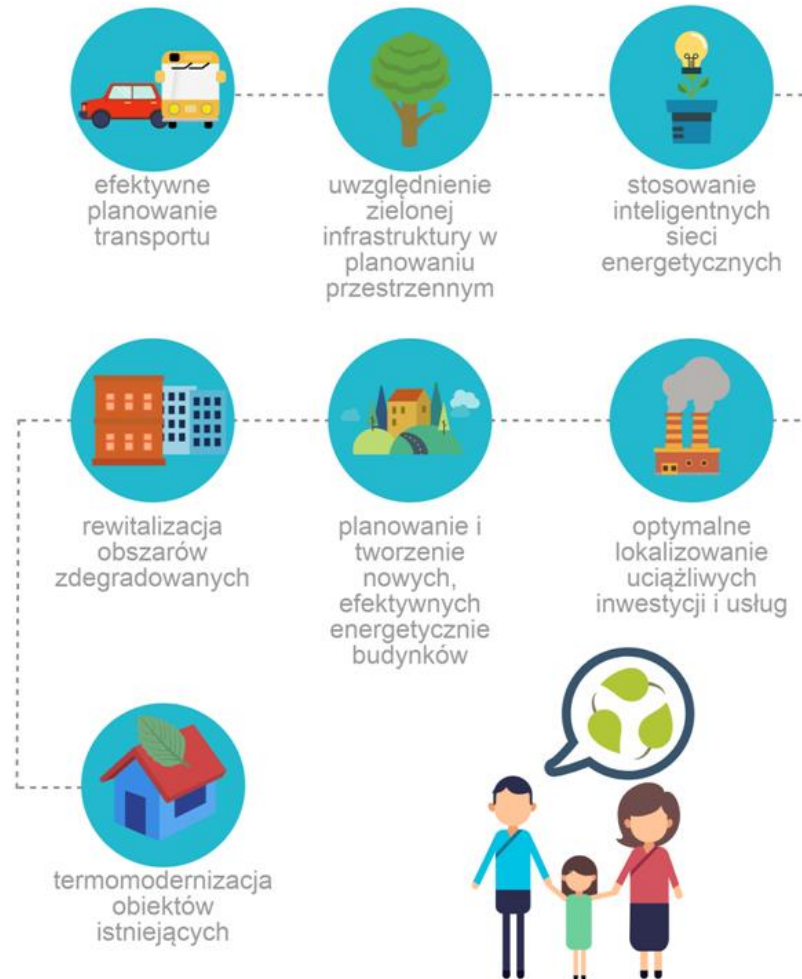 efektywne
planowanie
transportu
uwzględnienie
zielonej
infrastruktury w
planowaniu
przestrzennym
stosowanie
inteligentnych
sieci
energetycznych
rewitalizacja
obszarów
zdegradowanych
planowanie i
tworzenie
nowych,
efektywnych
energetycznie
budynków
optymalne
lokalizowanie
uciążliwych
inwestycji i usług
termomodernizacja
obiektów
istniejących